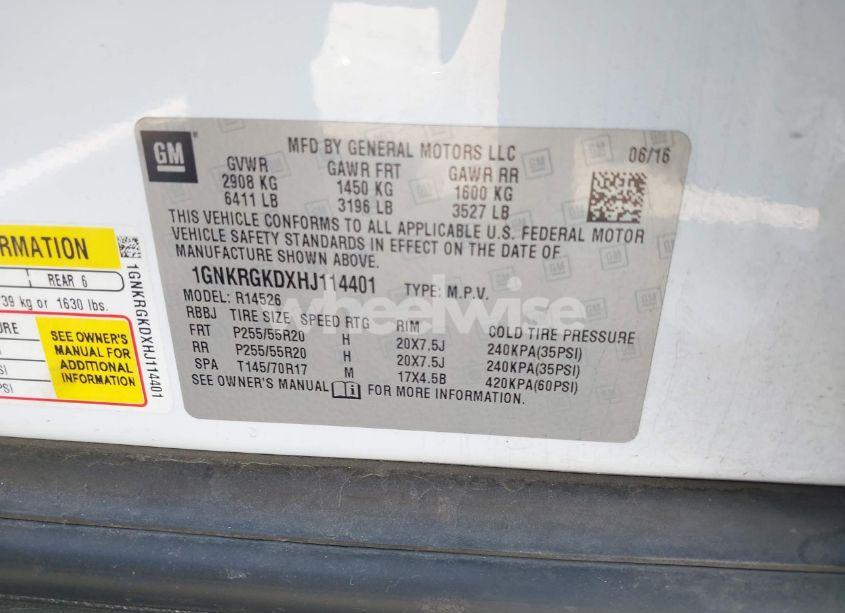 GM
MFD BY GENERAL MOTORS LLC 06/16
GVWR GAWR FRT GAWR RR
2908 KG 1450 KG 1600 KG
6411 LB 3196 LB 3527 LB
THIS VEHICLE CONFORMS TO ALL APPLICABLE U.S. FEDERAL MOTOR
VEHICLE SAFETY STANDARDS IN EFFECT ON THE DATE OF
MANUFACTURE SHOWN ABOVE.
1GNKRGKDXHJ114401 TYPE: M.P.V.
MODEL: R14526
RBBJ TIRE SIZE SPEED RTG RIM COLD TIRE PRESSURE
FRT P255/55R20 H 20X7.5J 240KPA(35PSI)
RR P255/55R20 H 20X7.5J 240KPA(35PSI)
SPA T145/70R17 M 17X4.5B 420KPA(60PSI)
SEE OWNER'S MANUAL FOR MORE INFORMATION.
wheelwise
RMATION
REAR 6
739 kg or 1630 lbs.
URE
SEE OWNER'S
MANUAL FOR
ADDITIONAL
INFORMATION
SI
PSI
1GNKRGKDXHJ114401